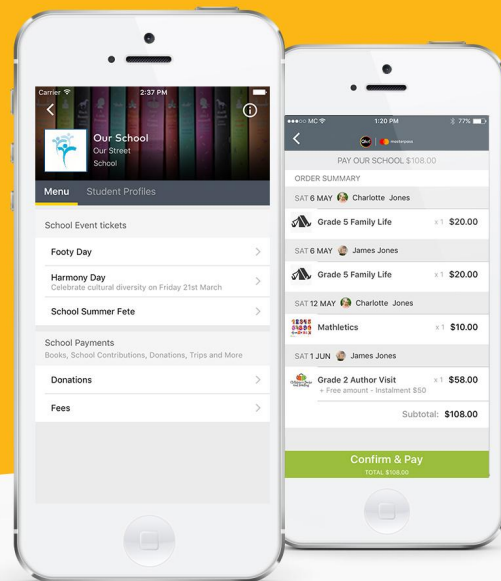 Carrier 2:37 PM
Our School
Our Street
School
Menu Student Profiles
School Event tickets
Footy Day
Harmony Day
Celebrate cultural diversity on Friday 21st March
School Summer Fete
School Payments
Books, School Contributions, Donations, Trips and More
Donations
Fees
MC 1:20 PM 77%
Qkr! masterpass
PAY OUR SCHOOL $108.00
ORDER SUMMARY
SAT 6 MAY Charlotte Jones
Grade 5 Family Life x 1 $20.00
SAT 6 MAY James Jones
Grade 5 Family Life x 1 $20.00
SAT 12 MAY Charlotte Jones
Mathletics x 1 $10.00
SAT 1 JUN James Jones
Grade 2 Author Visit x 1 $58.00
+ Free amount - Instalment $50
Subtotal: $108.00
Confirm & Pay
TOTAL $108.00